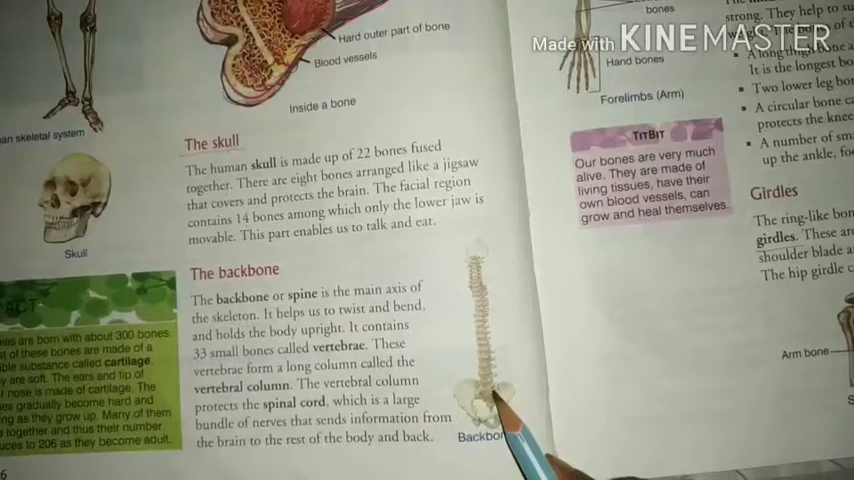 Hard outer part of bone
Blood vessels
Inside a bone
skeletal system
Skull
The skull
The human skull is made up of 22 bones fused
together. There are eight bones arranged like a jigsaw
that covers and protects the brain. The facial region
contains 14 bones among which only the lower jaw is
movable. This part enables us to talk and eat.
The backbone
The backbone or spine is the main axis of
the skeleton. It helps us to twist and bend,
and holds the body upright. It contains
33 small bones called vertebrae. These
vertebrae form a long column called the
vertebral column. The vertebral column
protects the spinal cord, which is a large
bundle of nerves that sends information from
the brain to the rest of the body and back.
are born with about 300 bones.
of these bones are made of a
substance called cartilage.
are soft. The ears and tip of
nose is made of cartilage. The
gradually become hard and
as they grow up. Many of them
together and thus their number
to 206 as they become adult.
6
Made with KINEMASTER
bones
Hand bones
Forelimbs (Arm)
TITBIT
Our bones are very much
alive. They are made of
living tissues, have their
own blood vessels, can
grow and heal themselves.
strong. They help to
A long
It is the longest
Two lower leg
A circular bone
protects the
A number of
up the ankle,
Girdles
The ring-like
girdles. These
shoulder blade
The hip girdle
Arm bone